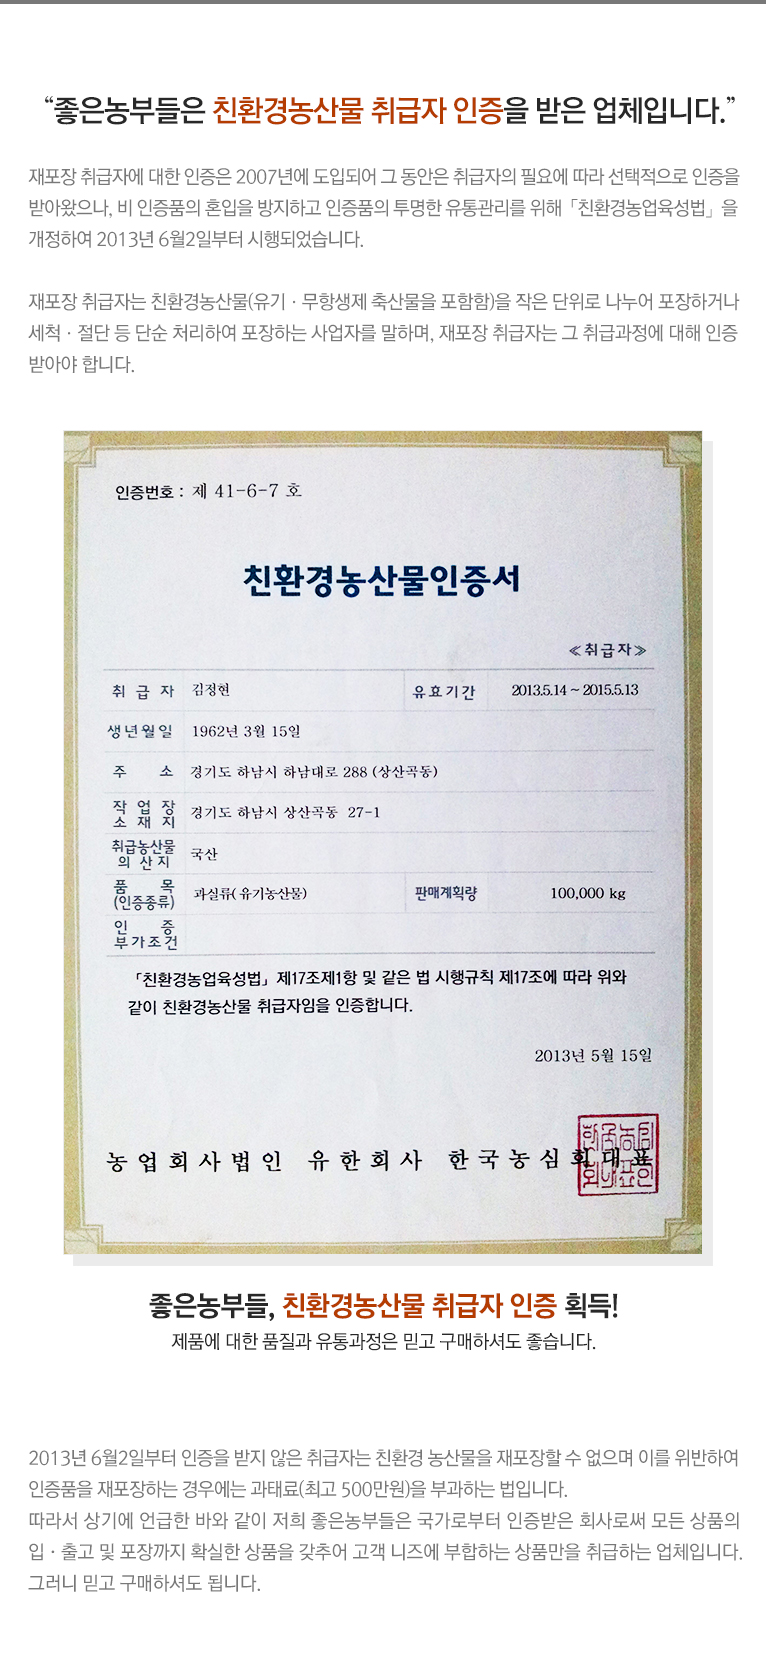 “좋은농부들은 친환경농산물 취급자 인증을 받은 업체입니다.”
재포장 취급자에 대한 인증은 2007년에 도입되어 그 동안은 취급자의 필요에 따라 선택적으로 인증을
받아왔으나, 비 인증품의 혼입을 방지하고 인증품의 투명한 유통관리를 위해「친환경농업육성법」을
개정하여 2013년 6월2일부터 시행되었습니다.
재포장 취급자는 친환경농산물(유기 · 무항생제 축산물을 포함함)을 작은 단위로 나누어 포장하거나
세척 · 절단 등 단순 처리하여 포장하는 사업자를 말하며, 재포장 취급자는 그 취급과정에 대해 인증
받아야 합니다.
인증번호 : 제 41-6-7 호
친환경농산물인증서
≪취급자≫
취 급 자 김정현 유효기간 2013.5.14 ~ 2015.5.13
생년월일 1962년 3월 15일
주 소 경기도 하남시 하남대로 288 (상산곡동)
작 업 장
소 재 지 경기도 하남시 상산곡동 27-1
취급농산물
의 산 지 국산
품 목
(인증종류) 과실류( 유기농산물) 판매계획량 100,000 kg
인 증
부가조건
「친환경농업육성법」제17조제1항 및 같은 법 시행규칙 제17조에 따라 위와
같이 친환경농산물 취급자임을 인증합니다.
2013년 5월 15일
농업회사법인 유한회사 한국농심회대표
좋은농부들, 친환경농산물 취급자 인증 획득!
제품에 대한 품질과 유통과정은 믿고 구매하셔도 좋습니다.
2013년 6월2일부터 인증을 받지 않은 취급자는 친환경 농산물을 재포장할 수 없으며 이를 위반하여
인증품을 재포장하는 경우에는 과태료(최고 500만원)을 부과하는 법입니다.
따라서 상기에 언급한 바와 같이 저희 좋은농부들은 국가로부터 인증받은 회사로써 모든 상품의
입 · 출고 및 포장까지 확실한 상품을 갖추어 고객 니즈에 부합하는 상품만을 취급하는 업체입니다.
그러니 믿고 구매하셔도 됩니다.